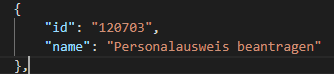 {
"id": "120703",
"name": "Personalausweis beantragen"
},